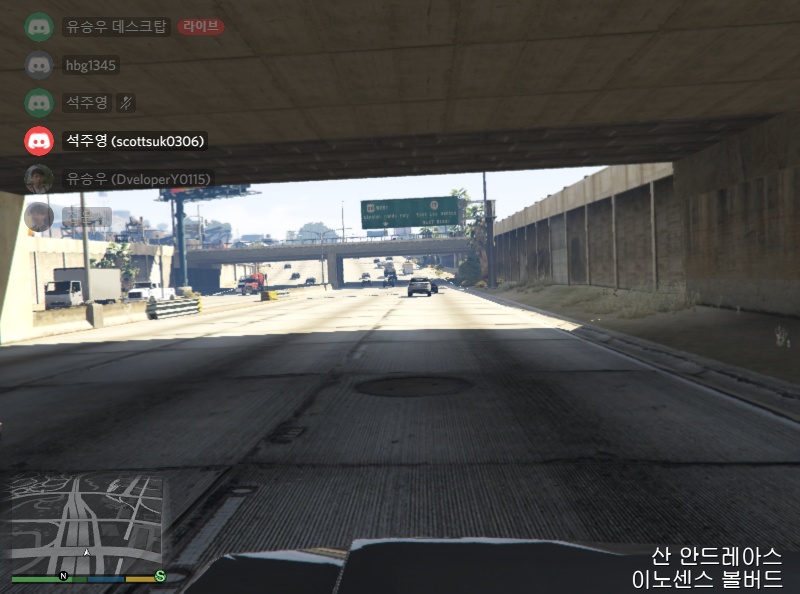 유승우 데스크탑 라이브
hbg1345
석주영
석주영 (scottsuk0306)
유승우 (DveloperY0115)
N
S
산 안드레아스
이노센스 볼버드